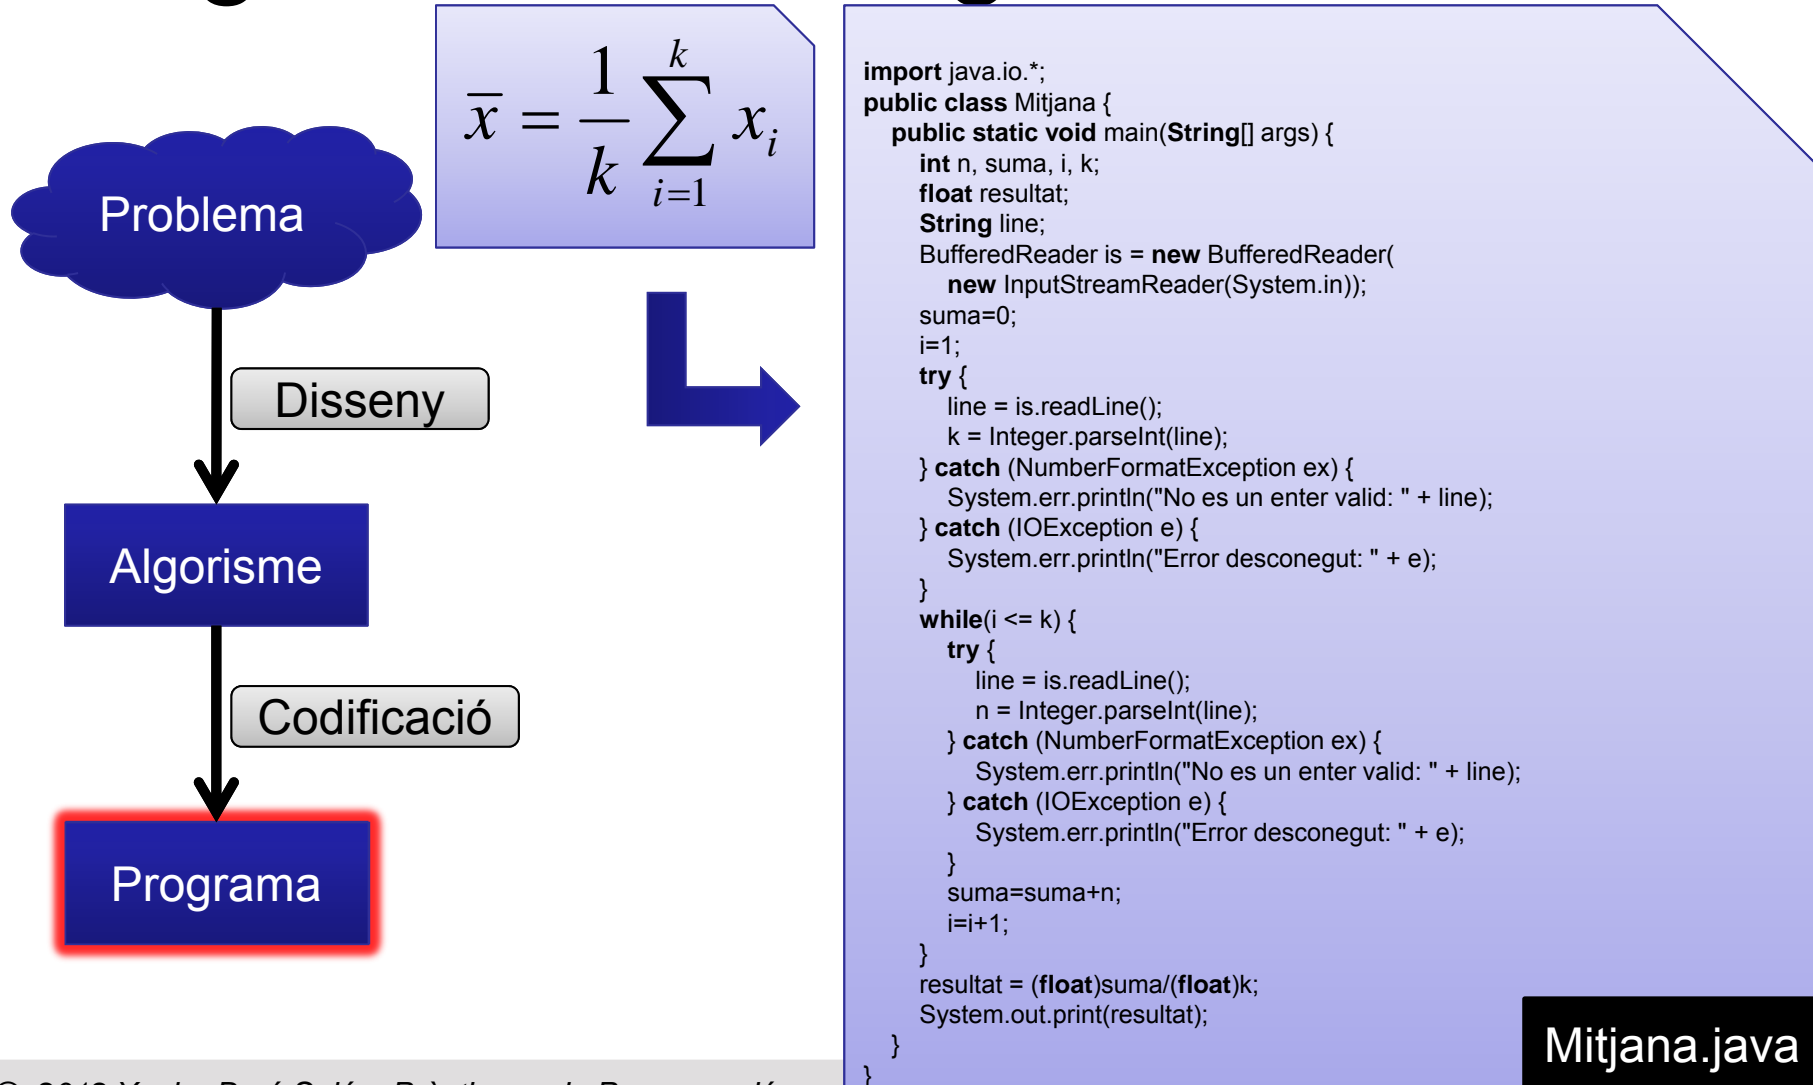 Problema
Disseny
Algorisme
Codificació
Programa
x̄ = 1/k ∑_{i=1}^{k} x_i
import java.io.*;
public class Mitjana {
public static void main(String[] args) {
int n, suma, i, k;
float resultat;
String line;
BufferedReader is = new BufferedReader(
new InputStreamReader(System.in));
suma=0;
i=1;
try {
line = is.readLine();
k = Integer.parseInt(line);
} catch (NumberFormatException ex) {
System.err.println("No es un enter valid: " + line);
} catch (IOException e) {
System.err.println("Error desconegut: " + e);
}
while(i <= k) {
try {
line = is.readLine();
n = Integer.parseInt(line);
} catch (NumberFormatException ex) {
System.err.println("No es un enter valid: " + line);
} catch (IOException e) {
System.err.println("Error desconegut: " + e);
}
suma=suma+n;
i=i+1;
}
resultat = (float)suma/(float)k;
System.out.print(resultat);
}
}
Mitjana.java